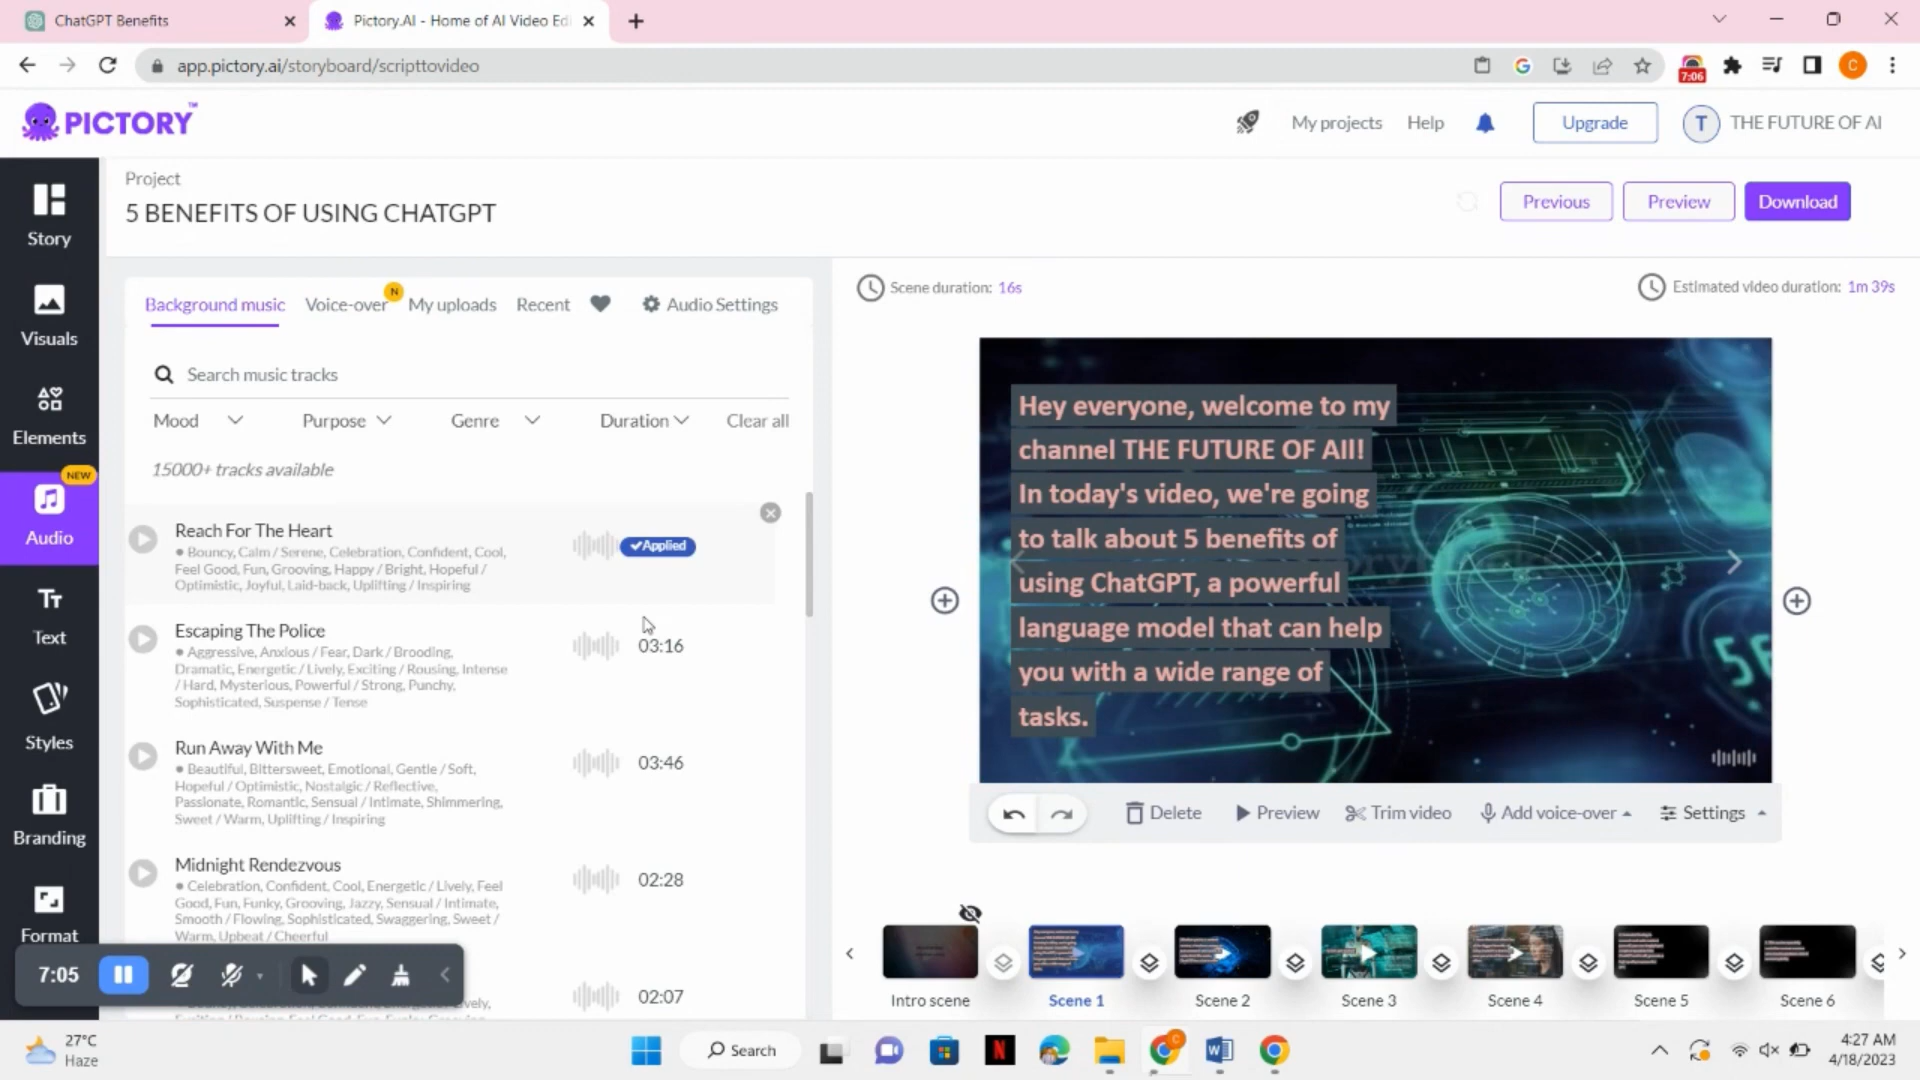 ChatGPT Benefits
Pictory.AI - Home of AI Video Edi
app.pictory.ai/storyboard/scripttovideo
7:06
C
PICTORY
TM
My projects
Help
Upgrade
T
THE FUTURE OF AI
Project
5 BENEFITS OF USING CHATGPT
Previous
Preview
Download
Story
Visuals
Elements
NEW
Audio
Text
Styles
Branding
Format
Background music
Voice-over
N
My uploads
Recent
Audio Settings
Search music tracks
Mood
Purpose
Genre
Duration
Clear all
15000+ tracks available
Reach For The Heart
Bouncy, Calm / Serene, Celebration, Confident, Cool,
Feel Good, Fun, Grooving, Happy / Bright, Hopeful /
Optimistic, Joyful, Laid-back, Uplifting / Inspiring
Applied
Escaping The Police
Aggressive, Anxious / Fear, Dark / Brooding,
Dramatic, Energetic / Lively, Exciting / Rousing, Intense
/ Hard, Mysterious, Powerful / Strong, Punchy,
Sophisticated, Suspense / Tense
03:16
Run Away With Me
Beautiful, Bittersweet, Emotional, Gentle / Soft,
Hopeful / Optimistic, Nostalgic / Reflective,
Passionate, Romantic, Sensual / Intimate, Shimmering,
Sweet / Warm, Uplifting / Inspiring
03:46
Midnight Rendezvous
Celebration, Confident, Cool, Energetic / Lively, Feel
Good, Fun, Funky, Grooving, Jazzy, Sensual / Intimate,
Smooth / Flowing, Sophisticated, Swaggering, Sweet /
Warm, Upbeat / Cheerful
02:28
02:07
Scene duration: 16s
Estimated video duration: 1m 39s
Hey everyone, welcome to my
channel THE FUTURE OF AII!
In today's video, we're going
to talk about 5 benefits of
using ChatGPT, a powerful
language model that can help
you with a wide range of
tasks.
Delete
Preview
Trim video
Add voice-over
Settings
Intro scene
Scene 1
Scene 2
Scene 3
Scene 4
Scene 5
Scene 6
7:05
27°C
Haze
Search
4:27 AM
4/18/2023